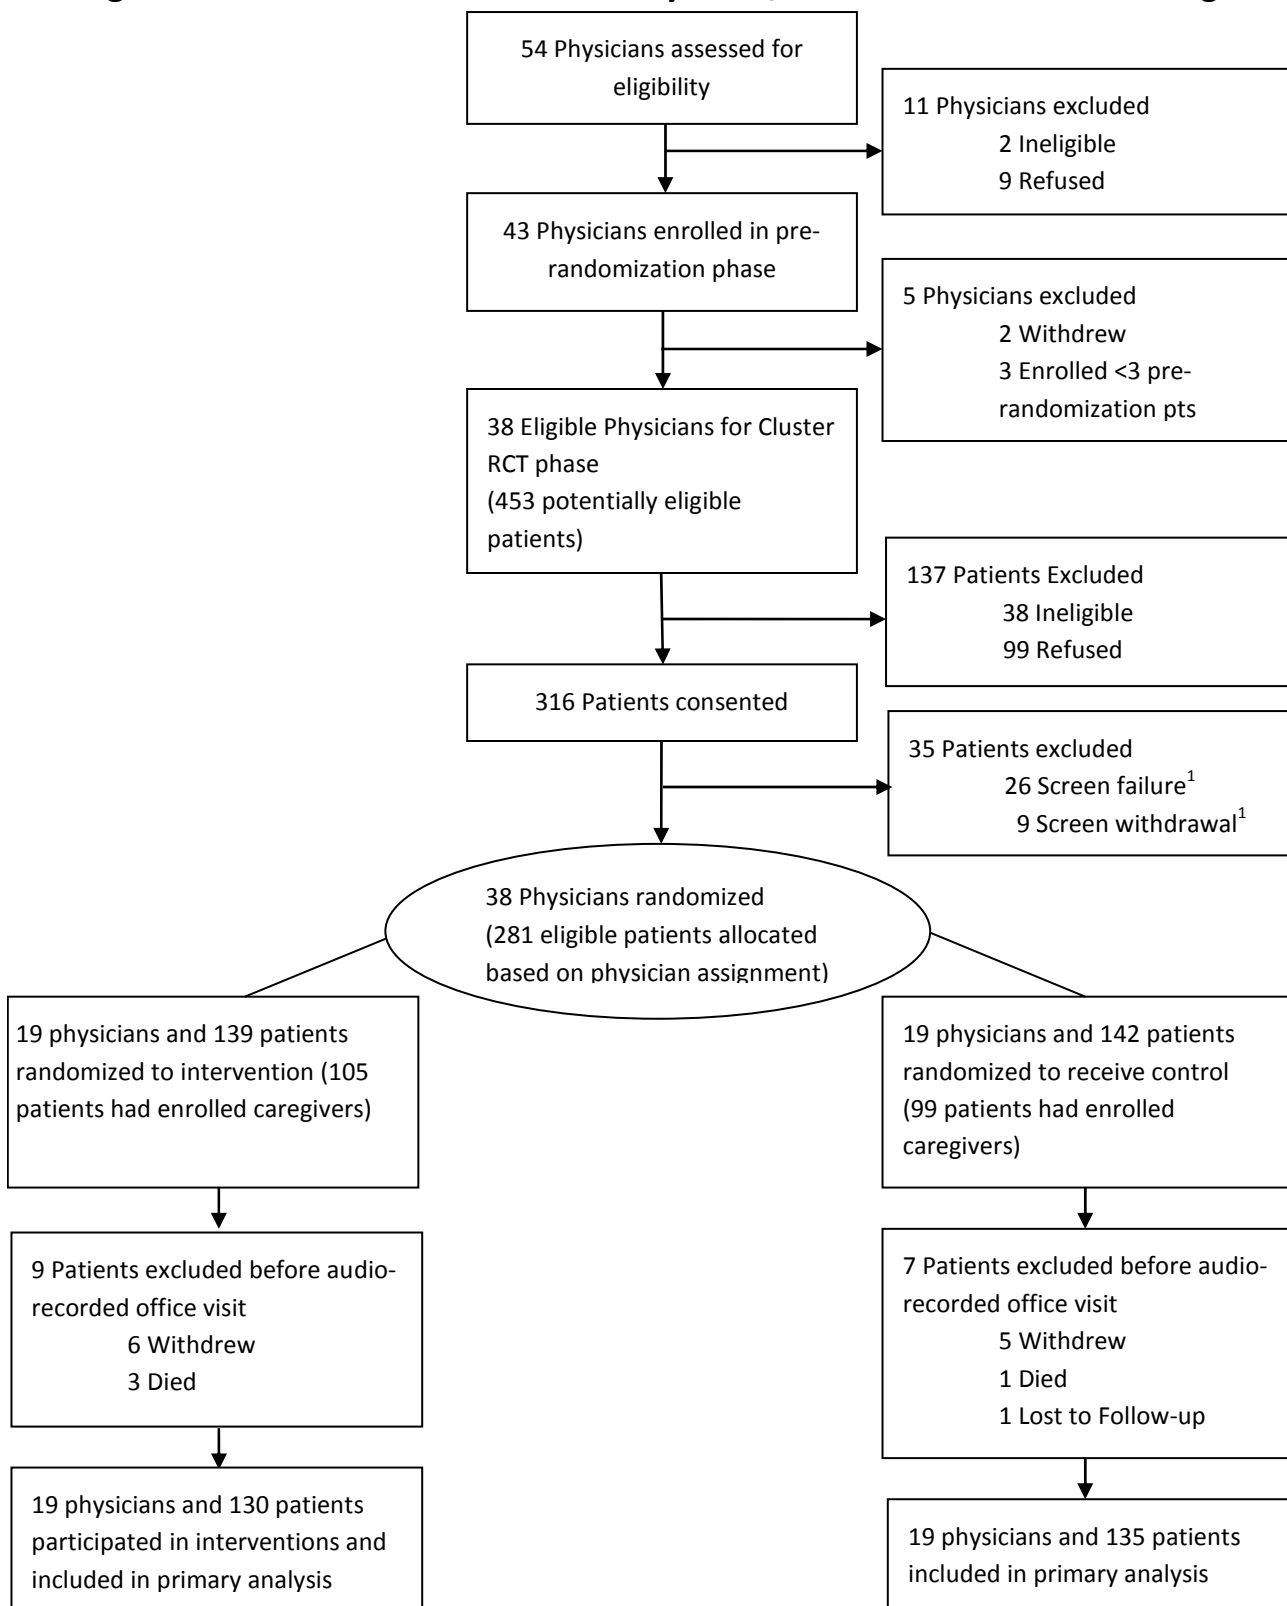 54 Physicians assessed for
eligibility
11 Physicians excluded
2 Ineligible
9 Refused
43 Physicians enrolled in pre-
randomization phase
5 Physicians excluded
2 Withdrew
3 Enrolled <3 pre-
randomization pts
38 Eligible Physicians for Cluster
RCT phase
(453 potentially eligible
patients)
137 Patients Excluded
38 Ineligible
99 Refused
316 Patients consented
35 Patients excluded
26 Screen failure¹
9 Screen withdrawal¹
38 Physicians randomized
(281 eligible patients allocated
based on physician assignment)
19 physicians and 139 patients
randomized to intervention (105
patients had enrolled caregivers)
19 physicians and 142 patients
randomized to receive control
(99 patients had enrolled
caregivers)
9 Patients excluded before audio-
recorded office visit
6 Withdrew
3 Died
7 Patients excluded before audio-
recorded office visit
5 Withdrew
1 Died
1 Lost to Follow-up
19 physicians and 130 patients
participated in interventions and
included in primary analysis
19 physicians and 135 patients
included in primary analysis